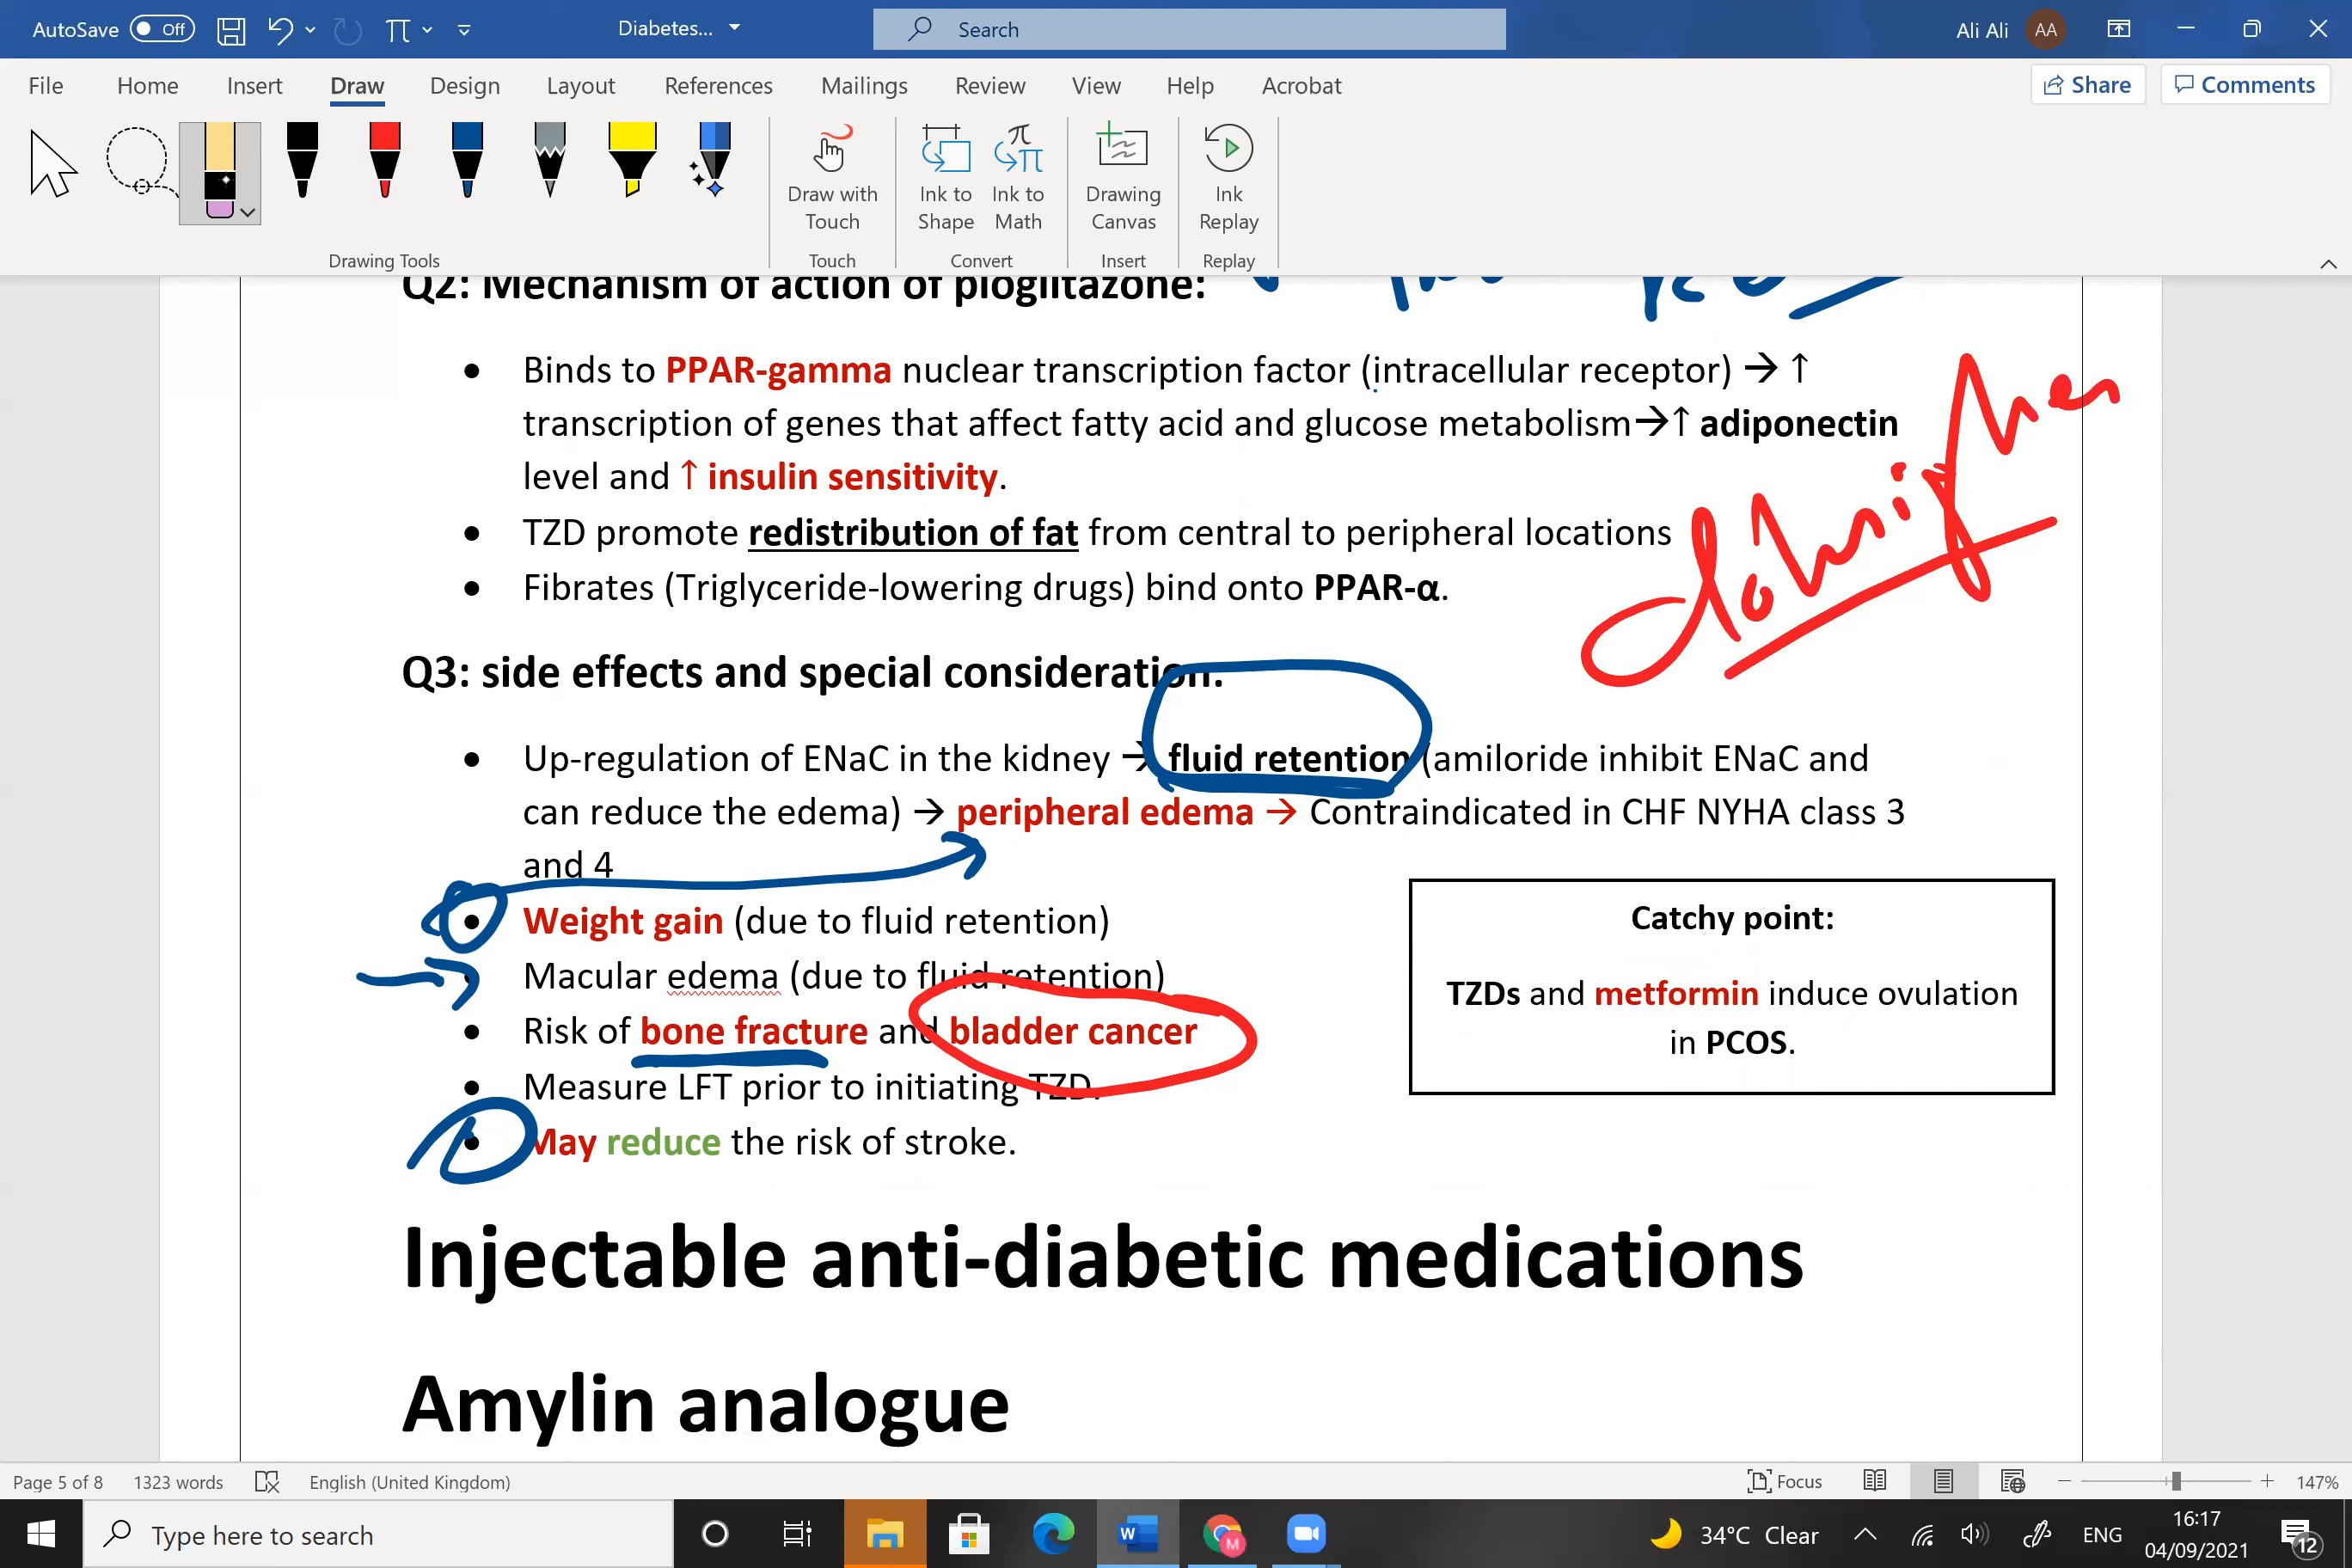 AutoSave Off Diabetes... Search Ali Ali AA
File Home Insert Draw Design Layout References Mailings Review View Help Acrobat Share Comments
Draw with Touch
Ink to Shape
Ink to Math
Drawing Canvas
Ink Replay
Drawing Tools Touch Convert Insert Replay
Q2: Mechanism of action of pioglitazone:
• Binds to PPAR-gamma nuclear transcription factor (intracellular receptor) → ↑
transcription of genes that affect fatty acid and glucose metabolism→↑ adiponectin
level and ↑ insulin sensitivity.
• TZD promote redistribution of fat from central to peripheral locations
• Fibrates (Triglyceride-lowering drugs) bind onto PPAR-α.
Q3: side effects and special consideration:
• Up-regulation of ENaC in the kidney → fluid retention (amiloride inhibit ENaC and
can reduce the edema) → peripheral edema → Contraindicated in CHF NYHA class 3
and 4
• Weight gain (due to fluid retention)
• Macular edema (due to fluid retention)
• Risk of bone fracture and bladder cancer
• Measure LFT prior to initiating TZD.
• May reduce the risk of stroke.
Catchy point:
TZDs and metformin induce ovulation
in PCOS.
Injectable anti-diabetic medications
Amylin analogue
Page 5 of 8 1323 words English (United Kingdom) Focus 147%
Type here to search 34°C Clear ENG 16:17
04/09/2021 12